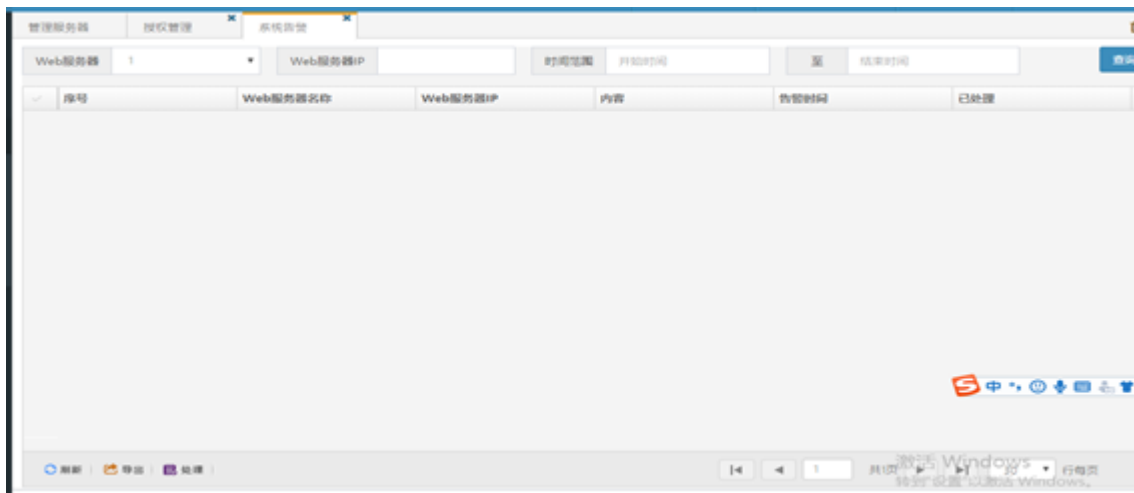 管理服务器 授权管理 系统告警
Web服务器 1 Web服务器IP 时间范围 开始时间 至 结束时间 查询
序号 Web服务器名称 Web服务器IP 内容 告警时间 已处理
中
刷新 导出 处理 1 共1页 10 行每页
激活 Windows
转到"设置"以激活 Windows。